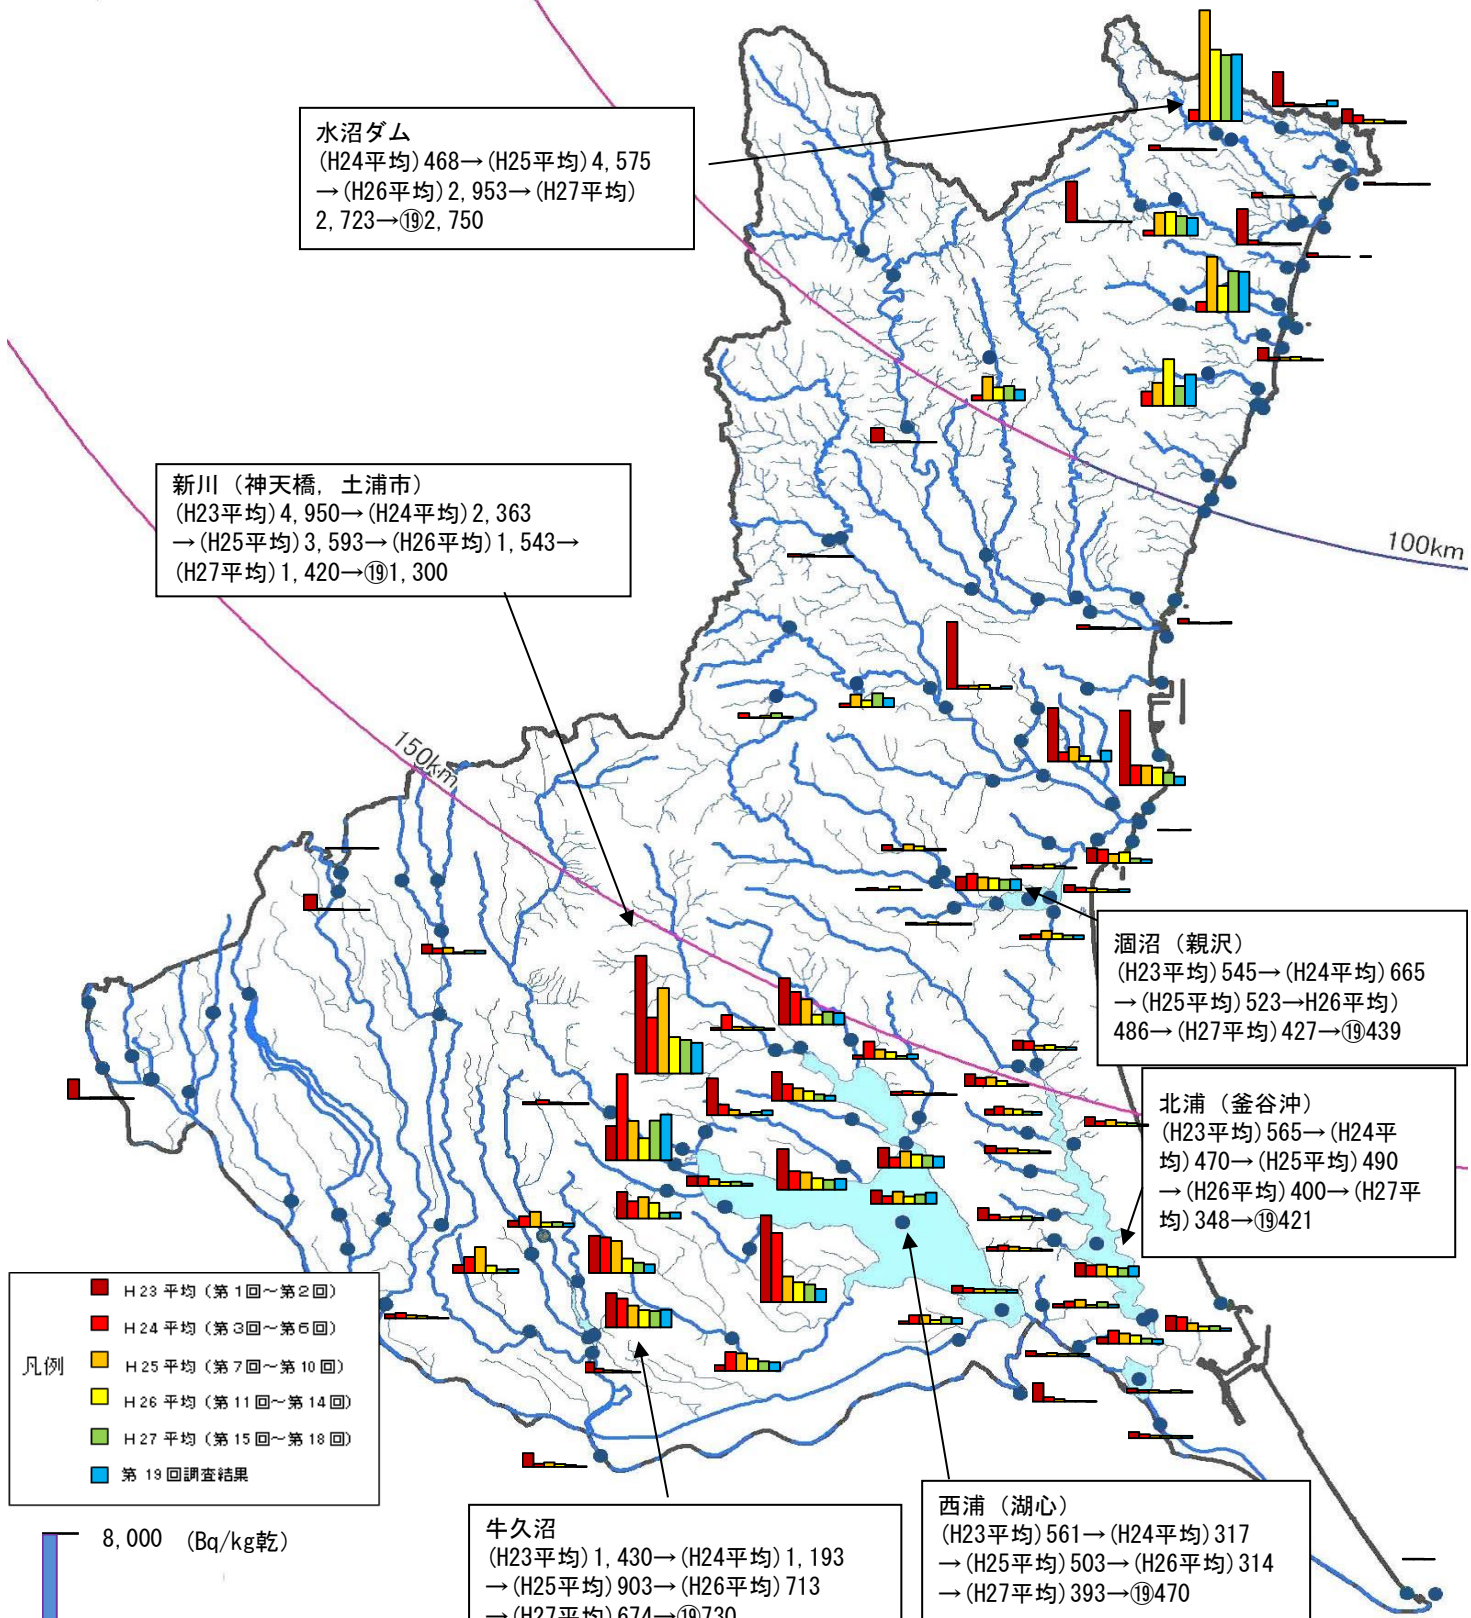 水沼ダム
(H24平均)468→(H25平均)4,575
→(H26平均)2,953→(H27平均)
2,723→⑲2,750
新川（神天橋, 土浦市）
(H23平均)4,950→(H24平均)2,363
→(H25平均)3,593→(H26平均)1,543→
(H27平均)1,420→⑲1,300
100km
150km
涸沼（親沢）
(H23平均)545→(H24平均)665
→(H25平均)523→H26平均)
486→(H27平均)427→⑲439
北浦（釜谷沖）
(H23平均)565→(H24平
均)470→(H25平均)490
→(H26平均)400→(H27平
均)348→⑲421
凡例
H23 平均（第1回～第2回）
H24 平均（第3回～第6回）
H25 平均（第7回～第10回）
H26 平均（第11回～第14回）
H27 平均（第15回～第18回）
第 19回調査結果
8,000 (Bq/kg乾)
牛久沼
(H23平均)1,430→(H24平均)1,193
→(H25平均)903→(H26平均)713
→(H27平均)674→⑲730
西浦（湖心）
(H23平均)561→(H24平均)317
→(H25平均)503→(H26平均)314
→(H27平均)393→⑲470